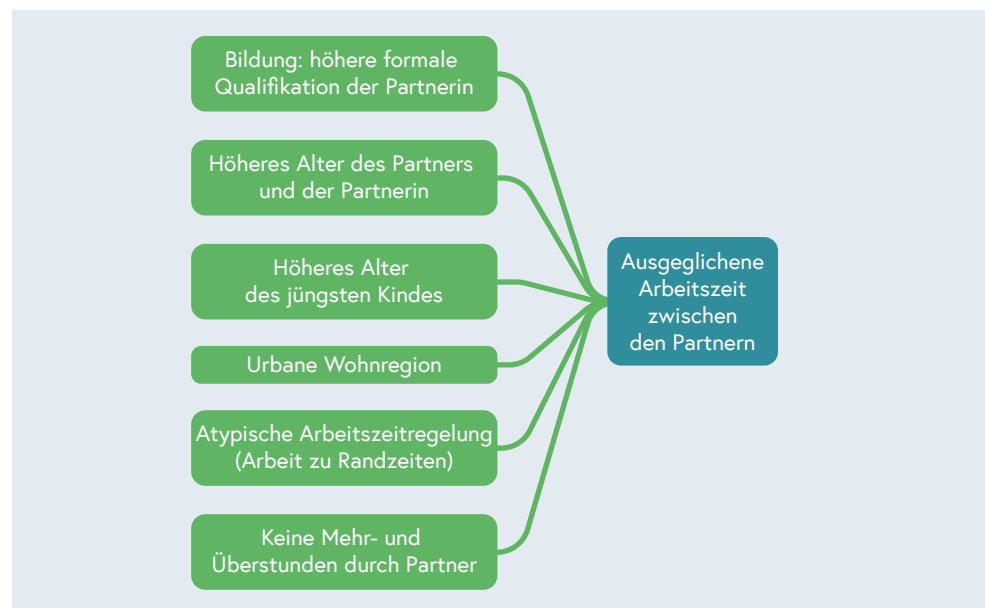 Bildung: höhere formale
Qualifikation der Partnerin
Höheres Alter des Partners
und der Partnerin
Höheres Alter
des jüngsten Kindes
Urbane Wohnregion
Atypische Arbeitszeitregelung
(Arbeit zu Randzeiten)
Keine Mehr- und
Überstunden durch Partner
Ausgeglichene
Arbeitszeit
zwischen
den Partnern